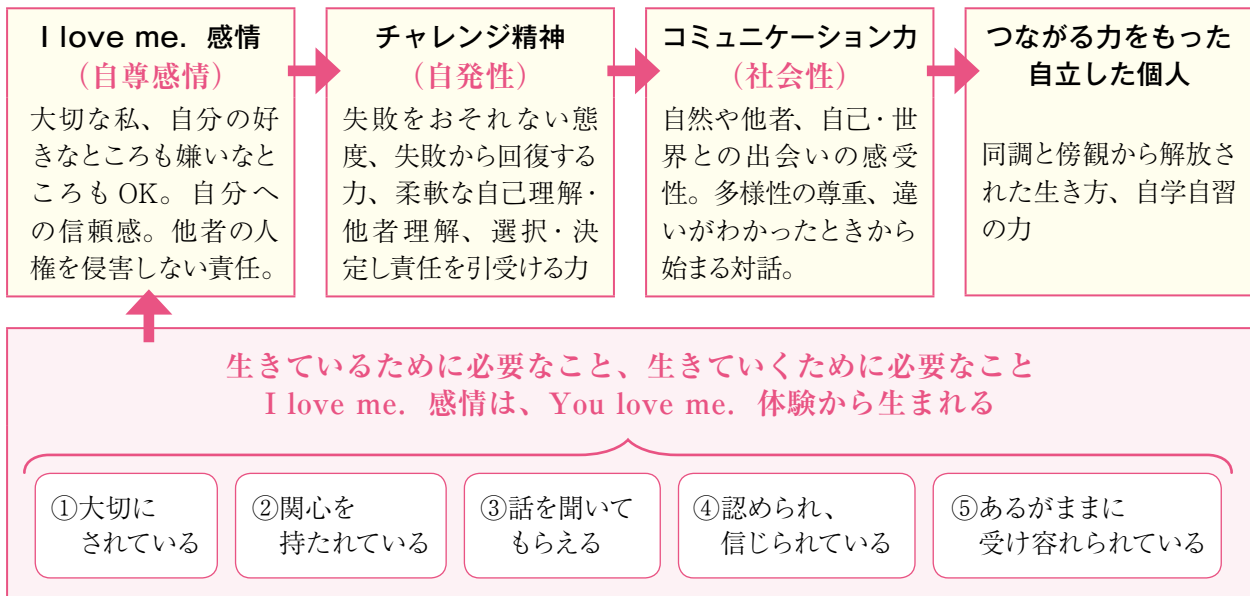 I love me. 感情
(自尊感情)
大切な私、自分の好
きなところも嫌いなと
ころも OK。自分へ
の信頼感。他者の人
権を侵害しない責任。
チャレンジ精神
(自発性)
失敗をおそれない態
度、失敗から回復する
力、柔軟な自己理解・
他者理解、選択・決
定し責任を引受ける力
コミュニケーション力
(社会性)
自然や他者、自己・世
界との出会いの感受
性。多様性の尊重、違
いがわかったときから
始まる対話。
つながる力をもった
自立した個人
同調と傍観から解放さ
れた生き方、自学自習
の力
生きているために必要なこと、生きていくために必要なこと
I love me. 感情は、You love me. 体験から生まれる
①大切に
されている
②関心を
持たれている
③話を聞いて
もらえる
④認められ、
信じられている
⑤あるがままに
受け容れられている